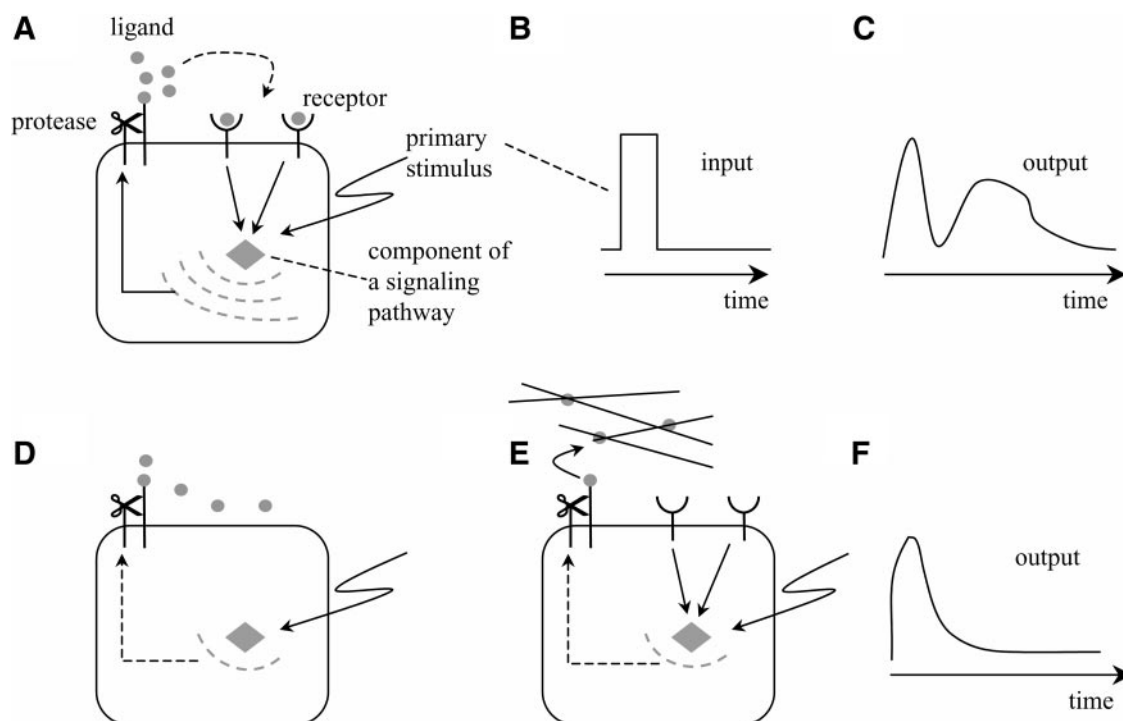 A
ligand
protease
receptor
primary
stimulus
component of
a signaling
pathway
B
input
time
C
output
time
D
E
F
output
time